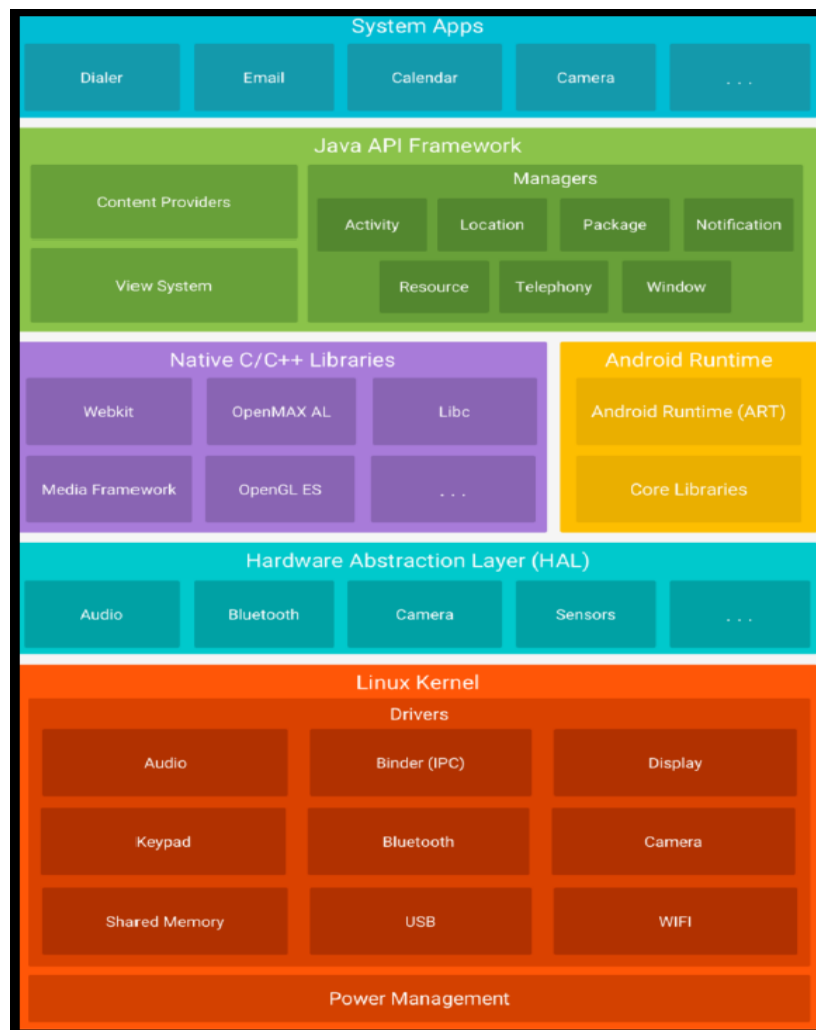 System Apps
Dialer
Email
Calendar
Camera
. . .
Java API Framework
Content Providers
View System
Managers
Activity
Location
Package
Notification
Resource
Telephony
Window
Native C/C++ Libraries
Webkit
OpenMAX AL
Libc
Media Framework
OpenGL ES
. . .
Android Runtime
Android Runtime (ART)
Core Libraries
Hardware Abstraction Layer (HAL)
Audio
Bluetooth
Camera
Sensors
. . .
Linux Kernel
Drivers
Audio
Binder (IPC)
Display
Keypad
Bluetooth
Camera
Shared Memory
USB
WIFI
Power Management